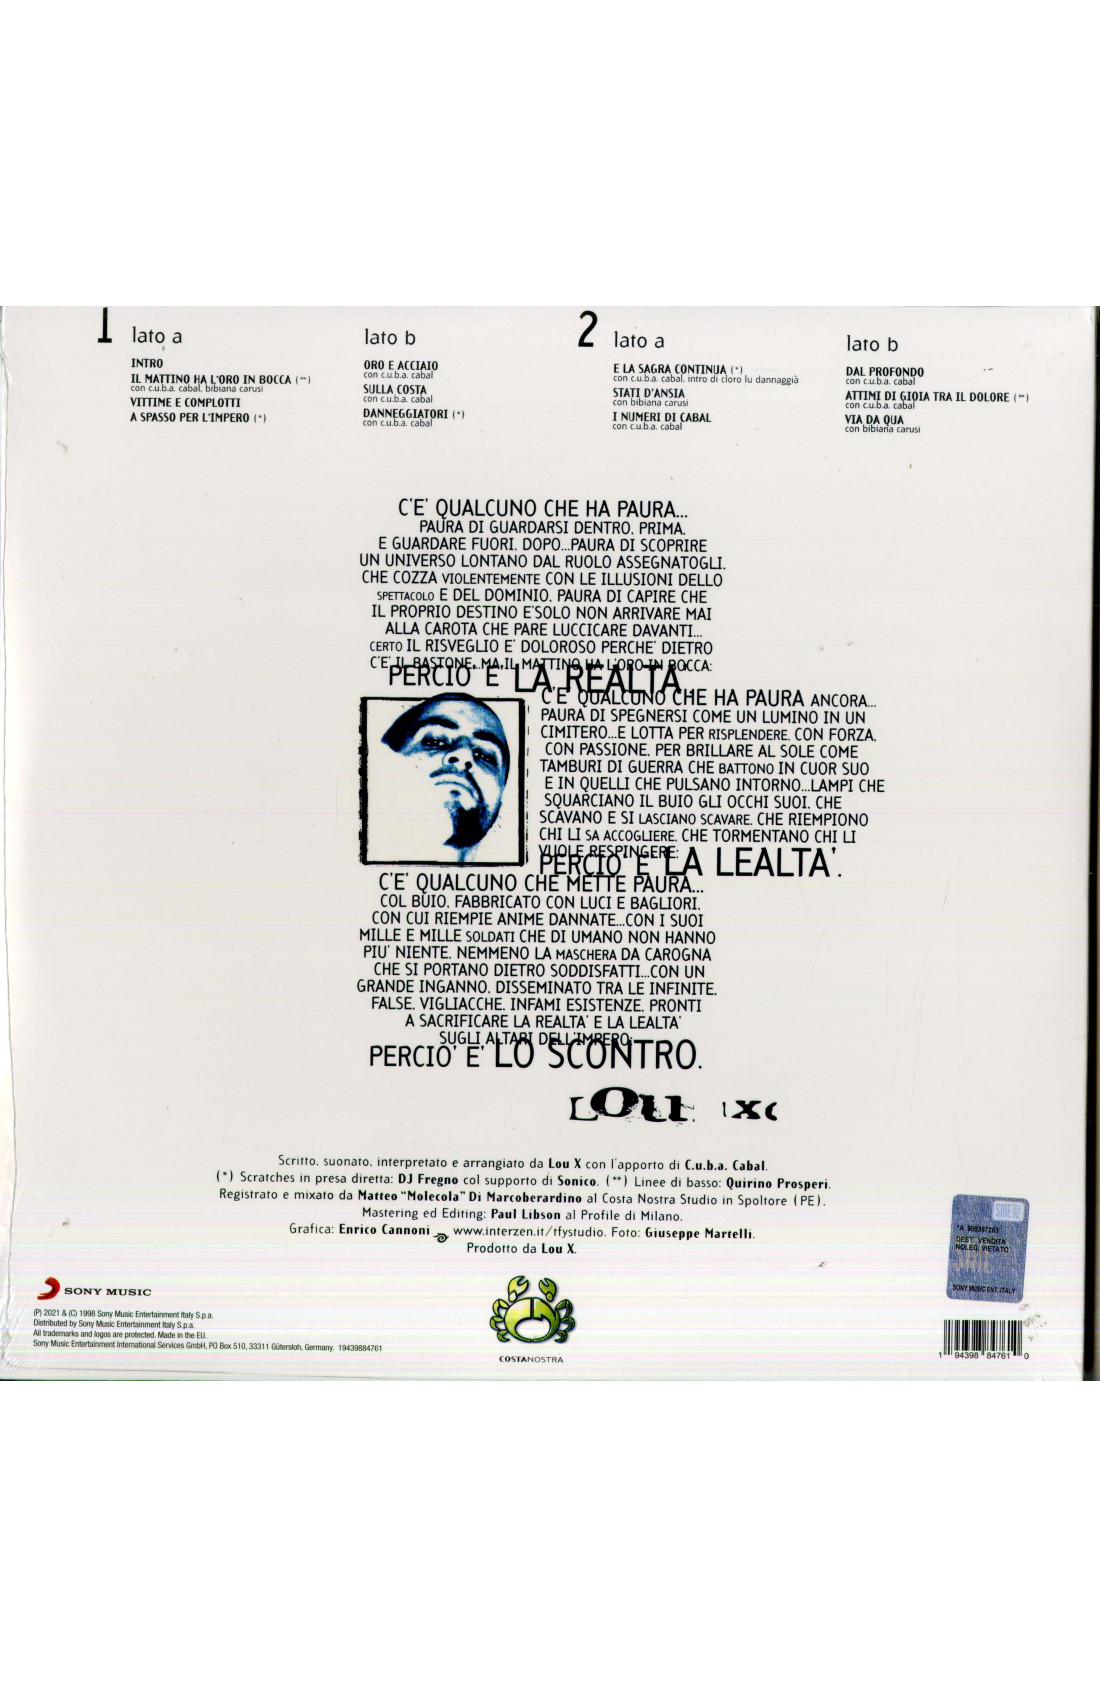 1
lato a
INTRO
IL MATTINO HA L'ORO IN BOCCA (**)
con c.u.b.a. cabal, bibiana carusi
VITTIME E COMPLOTTI
A SPASSO PER L'IMPERO (*)
lato b
ORO E ACCIAIO
con c.u.b.a. cabal
SULLA COSTA
con c.u.b.a. cabal
DANNEGGIATORI (*)
con c.u.b.a. cabal
2
lato a
E LA SAGRA CONTINUA (*)
con c.u.b.a. cabal, intro di cloro lu dannaggià
STATI D'ANSIA
con bibiana carusi
I NUMERI DI CABAL
con c.u.b.a. cabal
lato b
DAL PROFONDO
con c.u.b.a. cabal
ATTIMI DI GIOIA TRA IL DOLORE (**)
con c.u.b.a. cabal
VIA DA QUA
con bibiana carusi
C'E' QUALCUNO CHE HA PAURA...
PAURA DI GUARDARSI DENTRO, PRIMA,
E GUARDARE FUORI, DOPO...PAURA DI SCOPRIRE
UN UNIVERSO LONTANO DAL RUOLO ASSEGNATOGLI,
CHE COZZA VIOLENTEMENTE CON LE ILLUSIONI DELLO
SPETTACOLO E DEL DOMINIO, PAURA DI CAPIRE CHE
IL PROPRIO DESTINO E'SOLO NON ARRIVARE MAI
ALLA CAROTA CHE PARE LUCCICARE DAVANTI...
CERTO IL RISVEGLIO E' DOLOROSO PERCHE' DIETRO
C'E' IL BASTONE...MA IL MATTINO HA L'ORO IN BOCCA:
PERCIO' E' LA REALTA'.
C'E' QUALCUNO CHE HA PAURA ANCORA...
PAURA DI SPEGNERSI COME UN LUMINO IN UN
CIMITERO...E LOTTA PER RISPLENDERE, CON FORZA,
CON PASSIONE, PER BRILLARE AL SOLE COME
TAMBURI DI GUERRA CHE BATTONO IN CUOR SUO
E IN QUELLI CHE PULSANO INTORNO...LAMPI CHE
SQUARCIANO IL BUIO GLI OCCHI SUOI, CHE
SCAVANO E SI LASCIANO SCAVARE, CHE RIEMPIONO
CHI LI SA ACCOGLIERE, CHE TORMENTANO CHI LI
VUOLE RESPINGERE:
PERCIO' E' LA LEALTA'.
C'E' QUALCUNO CHE METTE PAURA...
COL BUIO, FABBRICATO CON LUCI E BAGLIORI,
CON CUI RIEMPIE ANIME DANNATE...CON I SUOI
MILLE E MILLE SOLDATI CHE DI UMANO NON HANNO
PIU' NIENTE, NEMMENO LA MASCHERA DA CAROGNA
CHE SI PORTANO DIETRO SODDISFATTI...CON UN
GRANDE INGANNO, DISSEMINATO TRA LE INFINITE,
FALSE, VIGLIACCHE, INFAMI ESISTENZE, PRONTI
A SACRIFICARE LA REALTA' E LA LEALTA'
SUGLI ALTARI DELL'IMPERO:
PERCIO' E' LO SCONTRO.
LOU X
Scritto, suonato, interpretato e arrangiato da Lou X con l'apporto di C.u.b.a. Cabal.
(*) Scratches in presa diretta: DJ Fregno col supporto di Sonico. (**) Linee di basso: Quirino Prosperi.
Registrato e mixato da Matteo "Molecola" Di Marcoberardino al Costa Nostra Studio in Spoltore (PE).
Mastering ed Editing: Paul Libson al Profile di Milano.
Grafica: Enrico Cannoni www.interzen.it/rfystudio. Foto: Giuseppe Martelli.
Prodotto da Lou X.
SONY MUSIC
(P) 2021 & (C) 1998 Sony Music Entertainment Italy S.p.a.
Distributed by Sony Music Entertainment Italy S.p.a.
All trademarks and logos are protected. Made in the EU.
Sony Music Entertainment International Services GmbH, PO Box 510, 33311 Gütersloh, Germany. 19439884761
COSTANOSTRA
DEST. VENDITA
NOLEG. VIETATO
SIAE
SONY MUSIC ENT. ITALY
1 94398 84761 0